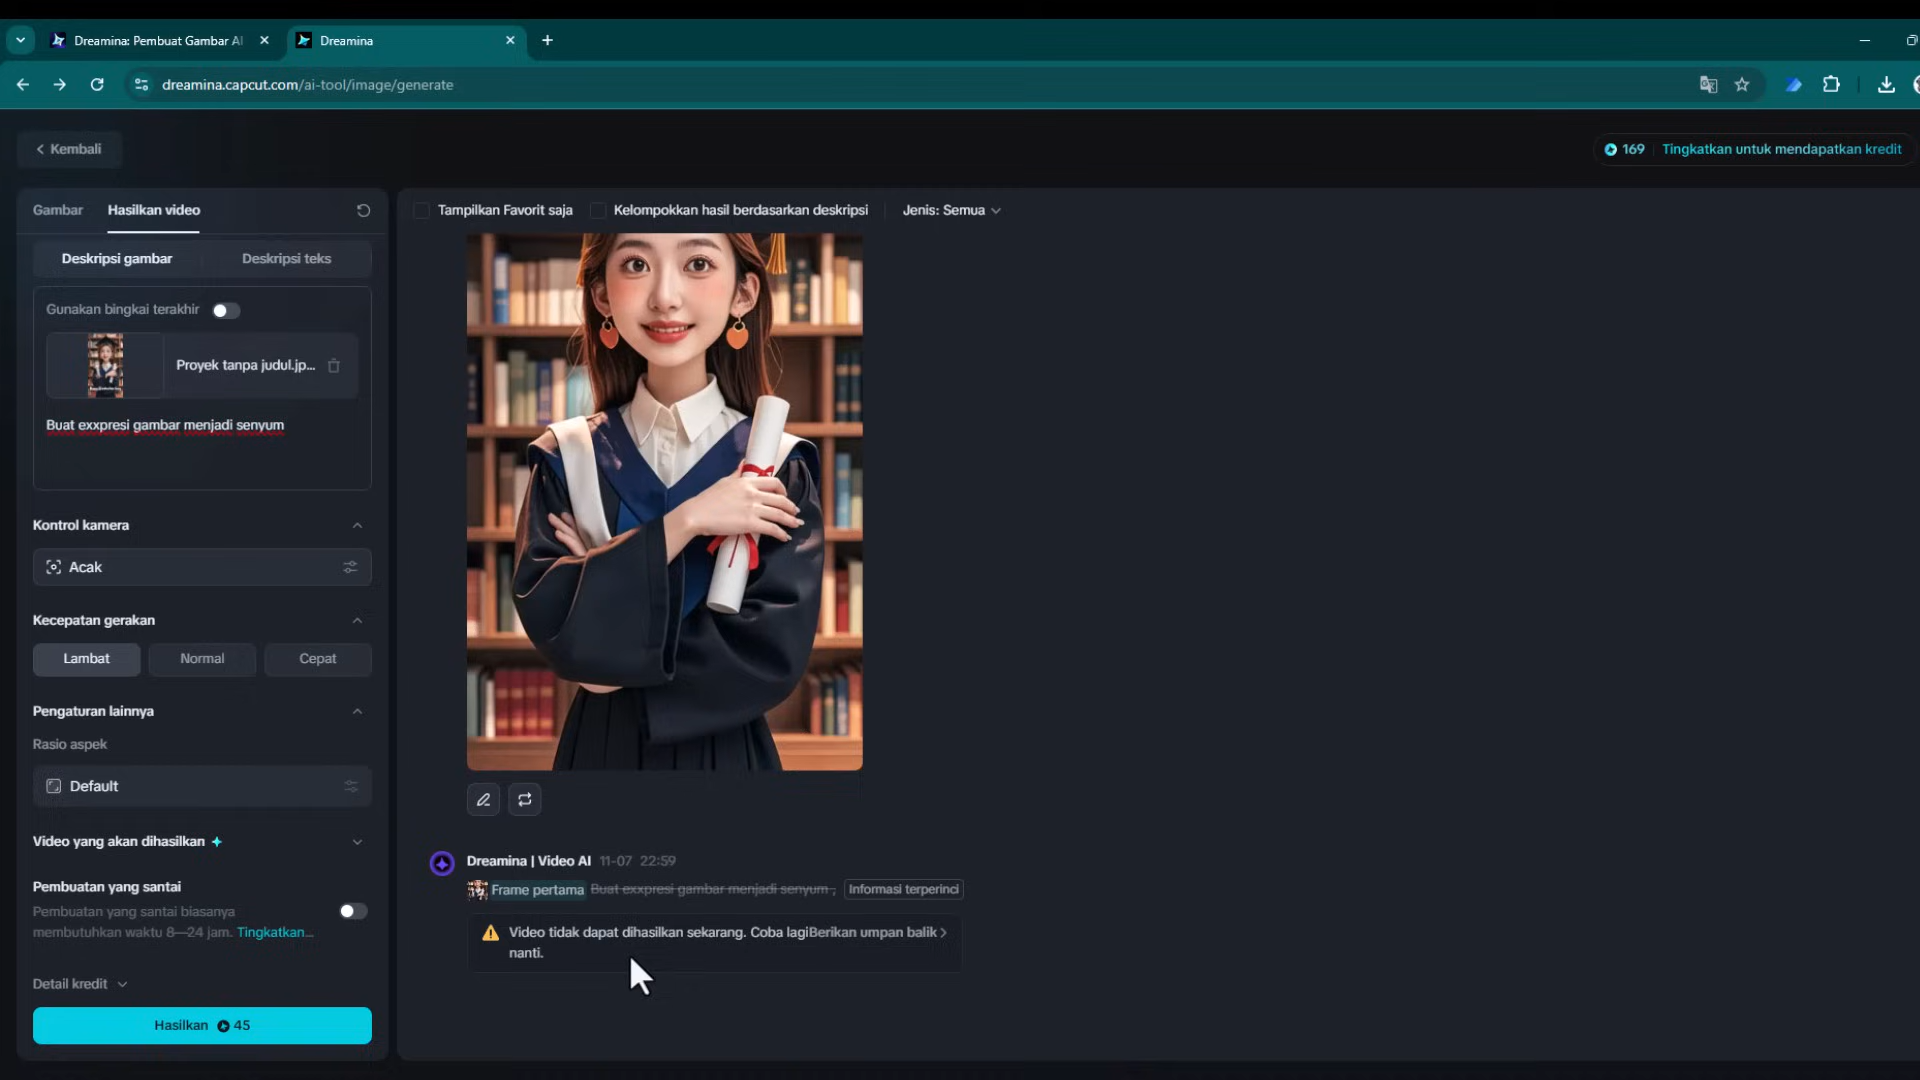 Dreamina: Pembuat Gambar AI
Dreamina
dreamina.capcut.com/ai-tool/image/generate
Kembali
169
Tingkatkan untuk mendapatkan kredit
Gambar
Hasilkan video
Tampilkan Favorit saja
Kelompokkan hasil berdasarkan deskripsi
Jenis: Semua
Deskripsi gambar
Deskripsi teks
Gunakan bingkai terakhir
Proyek tanpa judul.jp...
Buat exxpresi gambar menjadi senyum
Kontrol kamera
Acak
Kecepatan gerakan
Lambat
Normal
Cepat
Pengaturan lainnya
Rasio aspek
Default
Video yang akan dihasilkan
Pembuatan yang santai
Pembuatan yang santai biasanya
membutuhkan waktu 8—24 jam. Tingkatkan...
Detail kredit
Hasilkan 45
Dreamina | Video AI 11-07 22:59
Frame pertama Buat exxpresi gambar menjadi senyum , Informasi terperinci
Video tidak dapat dihasilkan sekarang. Coba lagi Berikan umpan balik
nanti.